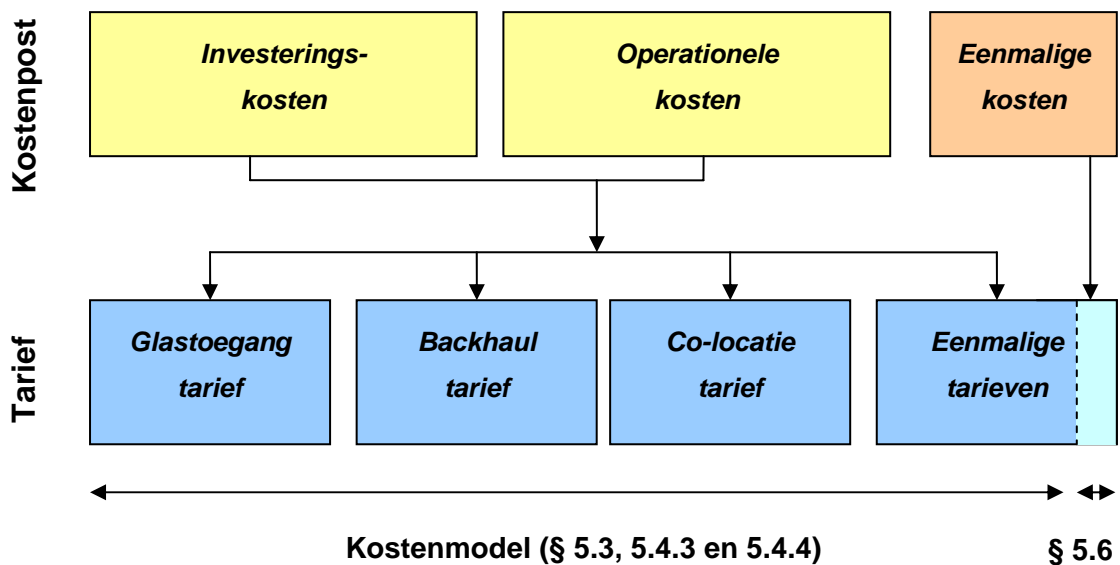 Kostenpost
Investerings-
kosten
Operationele
kosten
Eenmalige
kosten
Tarief
Glastoegang
tarief
Backhaul
tarief
Co-locatie
tarief
Eenmalige
tarieven
Kostenmodel (§ 5.3, 5.4.3 en 5.4.4)
§ 5.6